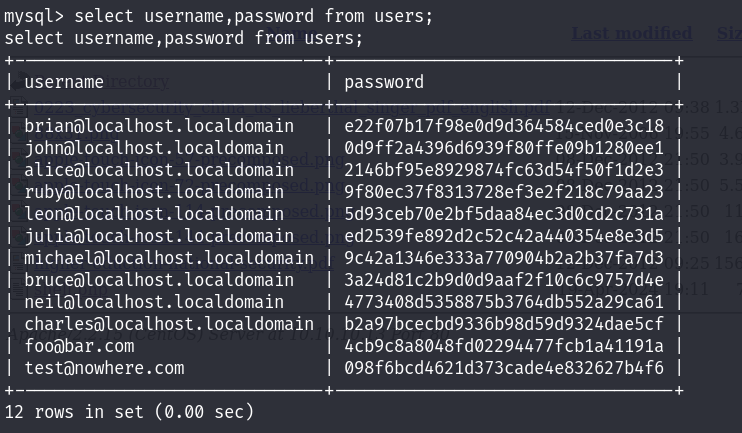 mysql> select username,password from users;
select username,password from users;
+------------------------------+----------------------------------+
| username | password |
+------------------------------+----------------------------------+
| brian@localhost.localdomain | e22f07b17f98e0d9d364584ced0e3c18 |
| john@localhost.localdomain | 0d9ff2a4396d6939f80ffe09b1280ee1 |
| alice@localhost.localdomain | 2146bf95e8929874fc63d54f50f1d2e3 |
| ruby@localhost.localdomain | 9f80ec37f8313728ef3e2f218c79aa23 |
| leon@localhost.localdomain | 5d93ceb70e2bf5daa84ec3d0cd2c731a |
| julia@localhost.localdomain | ed2539fe892d2c52c42a440354e8e3d5 |
| michael@localhost.localdomain | 9c42a1346e333a770904b2a2b37fa7d3 |
| bruce@localhost.localdomain | 3a24d81c2b9d0d9aaf2f10c6c9757d4e |
| neil@localhost.localdomain | 4773408d5358875b3764db552a29ca61 |
| charles@localhost.localdomain | b2a97bcecbd9336b98d59d9324dae5cf |
| foo@bar.com | 4cb9c8a8048fd02294477fcb1a41191a |
| test@nowhere.com | 098f6bcd4621d373cade4e832627b4f6 |
+------------------------------+----------------------------------+
12 rows in set (0.00 sec)
Last modified